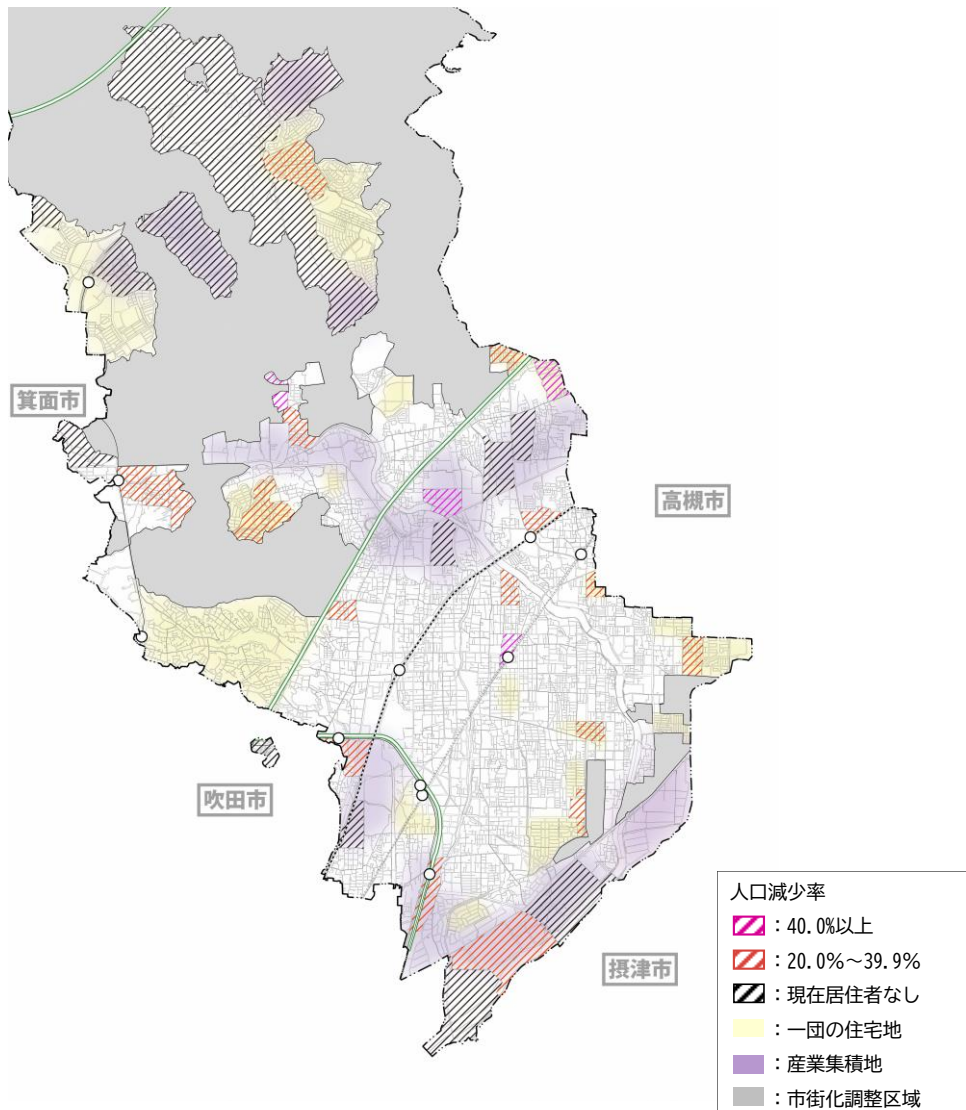 箕面市
高槻市
吹田市
摂津市
人口減少率
：40.0%以上
：20.0%～39.9%
：現在居住者なし
：一団の住宅地
：産業集積地
：市街化調整区域